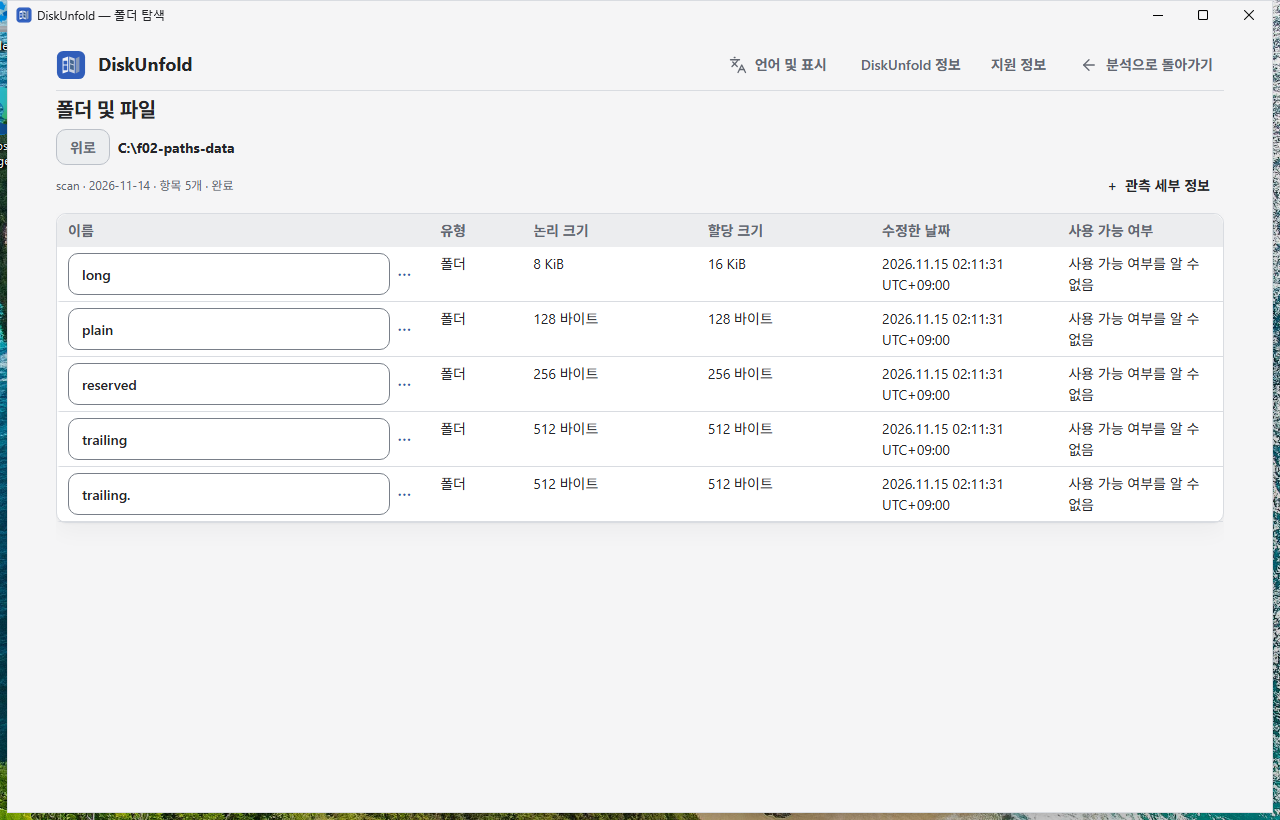 DiskUnfold — 폴더 탐색
DiskUnfold
언어 및 표시
DiskUnfold 정보
지원 정보
← 분석으로 돌아가기
폴더 및 파일
위로
C:\f02-paths-data
scan · 2026-11-14 · 항목 5개 · 완료
+ 관측 세부 정보
이름 유형 논리 크기 할당 크기 수정한 날짜 사용 가능 여부
long ··· 폴더 8 KiB 16 KiB 2026.11.15 02:11:31 사용 가능 여부를 알 수
UTC+09:00 없음
plain ··· 폴더 128 바이트 128 바이트 2026.11.15 02:11:31 사용 가능 여부를 알 수
UTC+09:00 없음
reserved ··· 폴더 256 바이트 256 바이트 2026.11.15 02:11:31 사용 가능 여부를 알 수
UTC+09:00 없음
trailing ··· 폴더 512 바이트 512 바이트 2026.11.15 02:11:31 사용 가능 여부를 알 수
UTC+09:00 없음
trailing. ··· 폴더 512 바이트 512 바이트 2026.11.15 02:11:31 사용 가능 여부를 알 수
UTC+09:00 없음